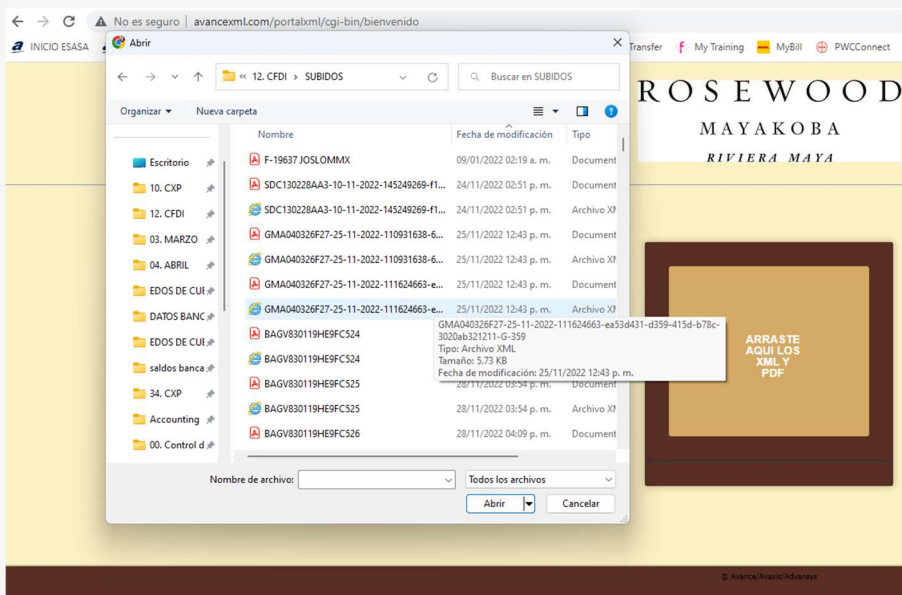 No es seguro | avancexml.com/portalxml/cgi-bin/bienvenido
INICIO ESASA
Transfer
My Training
MyBill
PWCConnect
Abrir
« 12. CFDI > SUBIDOS
Buscar en SUBIDOS
Organizar
Nueva carpeta
Nombre
Fecha de modificación
Tipo
Escritorio
10. CXP
12. CFDI
03. MARZO
04. ABRIL
EDOS DE CUE
DATOS BANC
EDOS DE CUE
saldos banca
34. CXP
Accounting
00. Control d
F-19637 JOSLOMMX 09/01/2022 02:19 a. m. Document
SDC130228AA3-10-11-2022-145249269-f1... 24/11/2022 02:51 p. m. Document
SDC130228AA3-10-11-2022-145249269-f1... 24/11/2022 02:51 p. m. Archivo XM
GMA040326F27-25-11-2022-110931638-6... 25/11/2022 12:43 p. m. Document
GMA040326F27-25-11-2022-110931638-6... 25/11/2022 12:43 p. m. Archivo XM
GMA040326F27-25-11-2022-111624663-e... 25/11/2022 12:43 p. m. Document
GMA040326F27-25-11-2022-111624663-e... 25/11/2022 12:43 p. m. Archivo XM
BAGV830119HE9FC524
BAGV830119HE9FC524
BAGV830119HE9FC525 28/11/2022 03:54 p. m. Document
BAGV830119HE9FC525 28/11/2022 03:54 p. m. Archivo XM
BAGV830119HE9FC526 28/11/2022 04:09 p. m. Document
GMA040326F27-25-11-2022-111624663-ea53d431-d359-415d-b78c-
3020ab321211-G-359
Tipo: Archivo XML
Tamaño: 5.73 KB
Fecha de modificación: 25/11/2022 12:43 p. m.
Nombre de archivo:
Todos los archivos
Abrir
Cancelar
ROSEWOOD
MAYAKOBA
RIVIERA MAYA
ARRASTE
AQUI LOS
XML Y
PDF
© Avance/Avaxis/Advansys